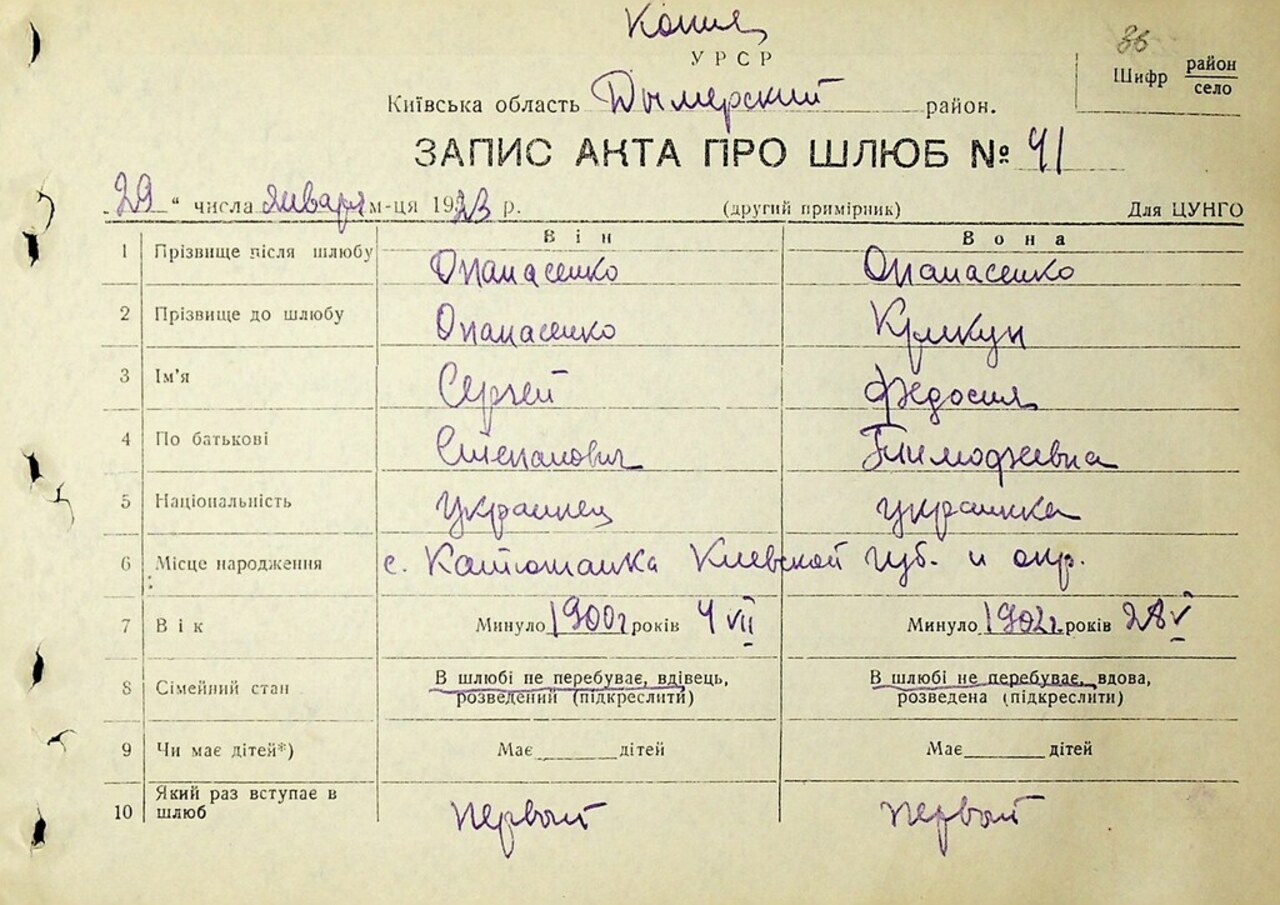 Копия
36
УРСР
Шифр район
село
Київська область Дымерский район.
ЗАПИС АКТА ПРО ШЛЮБ № 41
„29“ числа января м-ця 1923 р. (другий примірник) Для ЦУНГО
Він Вона
1 Прізвище після шлюбу Опанасенко Опанасенко
2 Прізвище до шлюбу Опанасенко Крикун
3 Ім'я Сергей Федосия
4 По батькові Степанович Тимофеевна
5 Національність Украинец украинка
6 Місце народження с. Катюжанка Киевской губ. и окр.
7 Вік Минуло 1900 г років 4 VII Минуло 1902 г. років 28 V
8 Сімейний стан В шлюбі не перебуває, вдівець, В шлюбі не перебуває, вдова,
розведений (підкреслити) розведена (підкреслити)
9 Чи має дітей*) Має______дітей Має______дітей
10 Який раз вступає в
шлюб первый первый